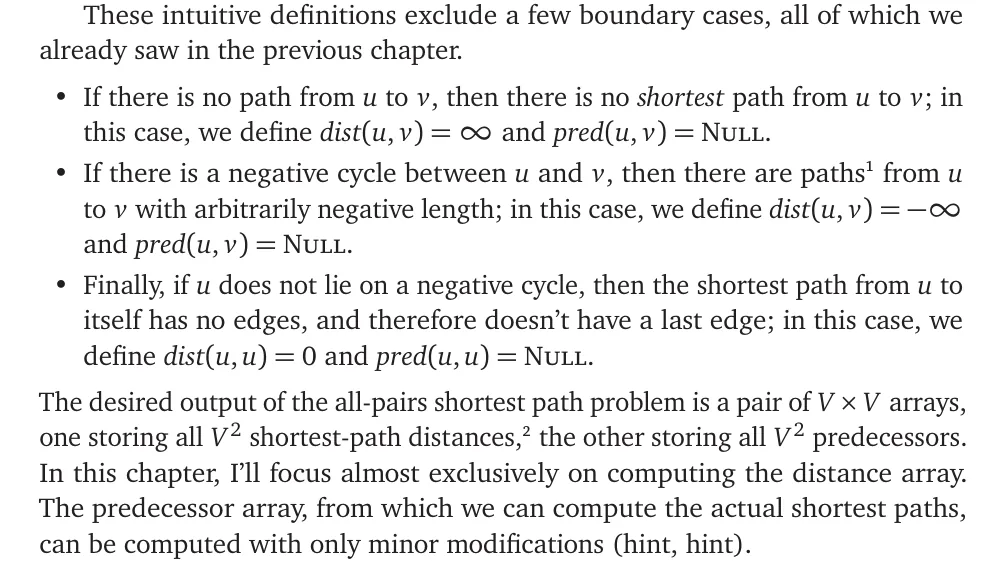 These intuitive definitions exclude a few boundary cases, all of which we
already saw in the previous chapter.
• If there is no path from u to v, then there is no shortest path from u to v; in
this case, we define dist(u, v) = ∞ and pred(u, v) = NULL.
• If there is a negative cycle between u and v, then there are paths¹ from u
to v with arbitrarily negative length; in this case, we define dist(u, v) = −∞
and pred(u, v) = NULL.
• Finally, if u does not lie on a negative cycle, then the shortest path from u to
itself has no edges, and therefore doesn’t have a last edge; in this case, we
define dist(u, u) = 0 and pred(u, u) = NULL.
The desired output of the all-pairs shortest path problem is a pair of V × V arrays,
one storing all V² shortest-path distances,² the other storing all V² predecessors.
In this chapter, I’ll focus almost exclusively on computing the distance array.
The predecessor array, from which we can compute the actual shortest paths,
can be computed with only minor modifications (hint, hint).